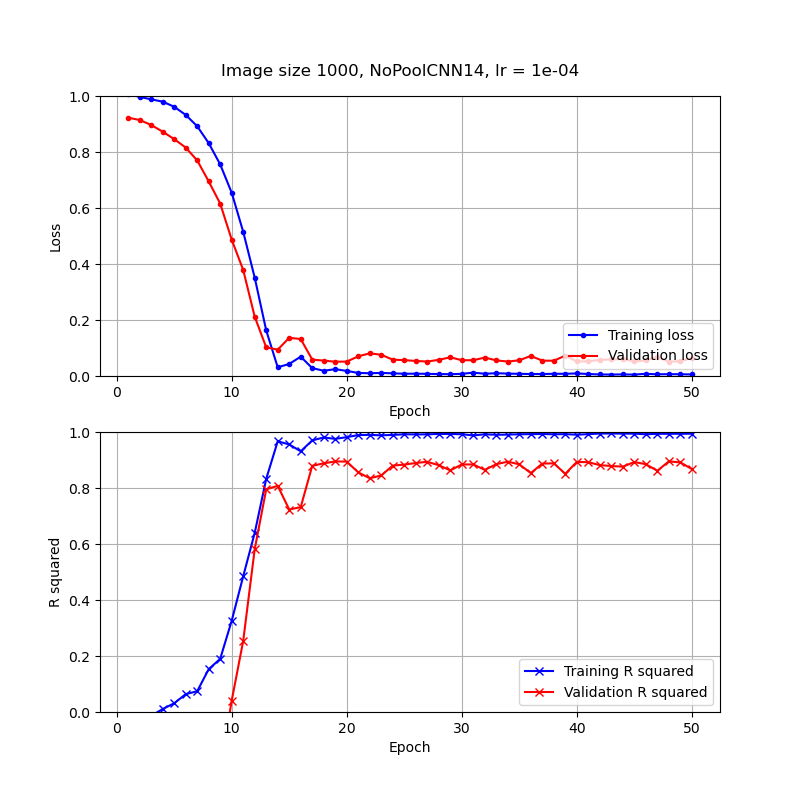 Image size 1000, NoPoolCNN14, lr = 1e-04
1.0
0.8
0.6
0.4
0.2
0.0
Loss
Training loss
Validation loss
0 10 20 30 40 50
Epoch
1.0
0.8
0.6
0.4
0.2
0.0
R squared
Training R squared
Validation R squared
0 10 20 30 40 50
Epoch